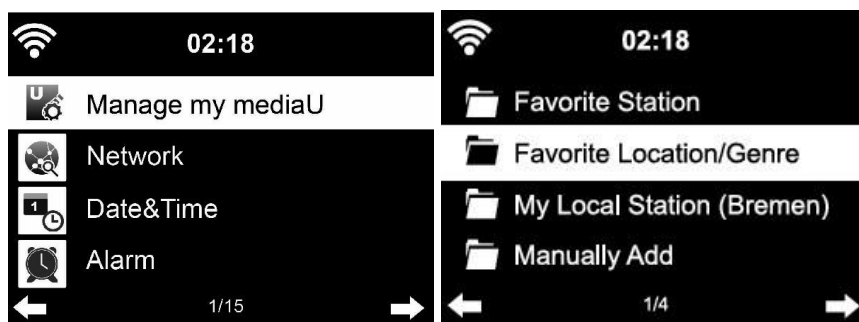 02:18
U
Manage my mediaU
Network
1
Date&Time
Alarm
1/15
02:18
Favorite Station
Favorite Location/Genre
My Local Station (Bremen)
Manually Add
1/4